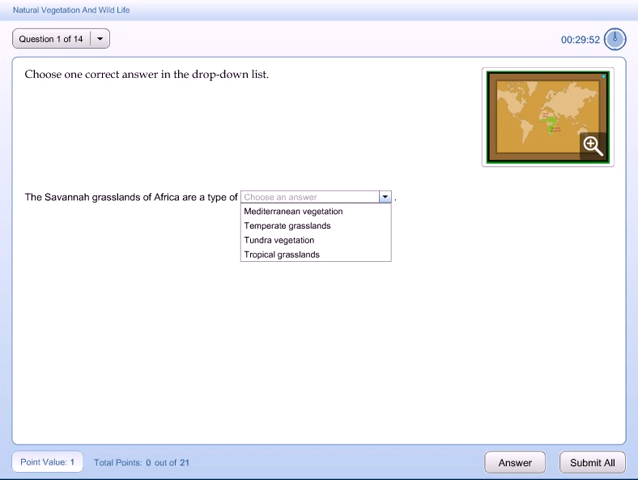 Natural Vegetation And Wild Life
Question 1 of 14
00:29:52
Choose one correct answer in the drop-down list.
The Savannah grasslands of Africa are a type of Choose an answer .
Mediterranean vegetation
Temperate grasslands
Tundra vegetation
Tropical grasslands
Point Value: 1
Total Points: 0 out of 21
Answer
Submit All